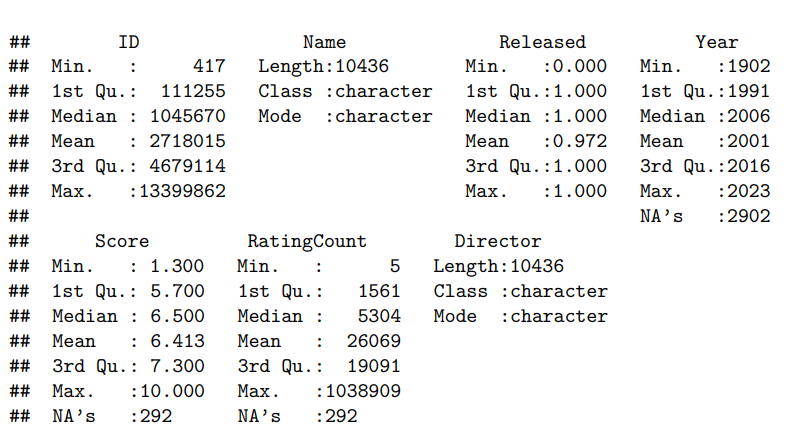 ##        ID               Name              Released          Year
##  Min.   :     417   Length:10436       Min.   :0.000   Min.   :1902
##  1st Qu.:  111255   Class :character   1st Qu.:1.000   1st Qu.:1991
##  Median : 1045670   Mode  :character   Median :1.000   Median :2006
##  Mean   : 2718015                      Mean   :0.972   Mean   :2001
##  3rd Qu.: 4679114                      3rd Qu.:1.000   3rd Qu.:2016
##  Max.   :13399862                      Max.   :1.000   Max.   :2023
##                                                        NA's   :2902
##      Score         RatingCount        Director
##  Min.   : 1.300   Min.   :      5   Length:10436
##  1st Qu.: 5.700   1st Qu.:   1561   Class :character
##  Median : 6.500   Median :   5304   Mode  :character
##  Mean   : 6.413   Mean   :  26069
##  3rd Qu.: 7.300   3rd Qu.:  19091
##  Max.   :10.000   Max.   :1038909
##  NA's   :292      NA's   :292